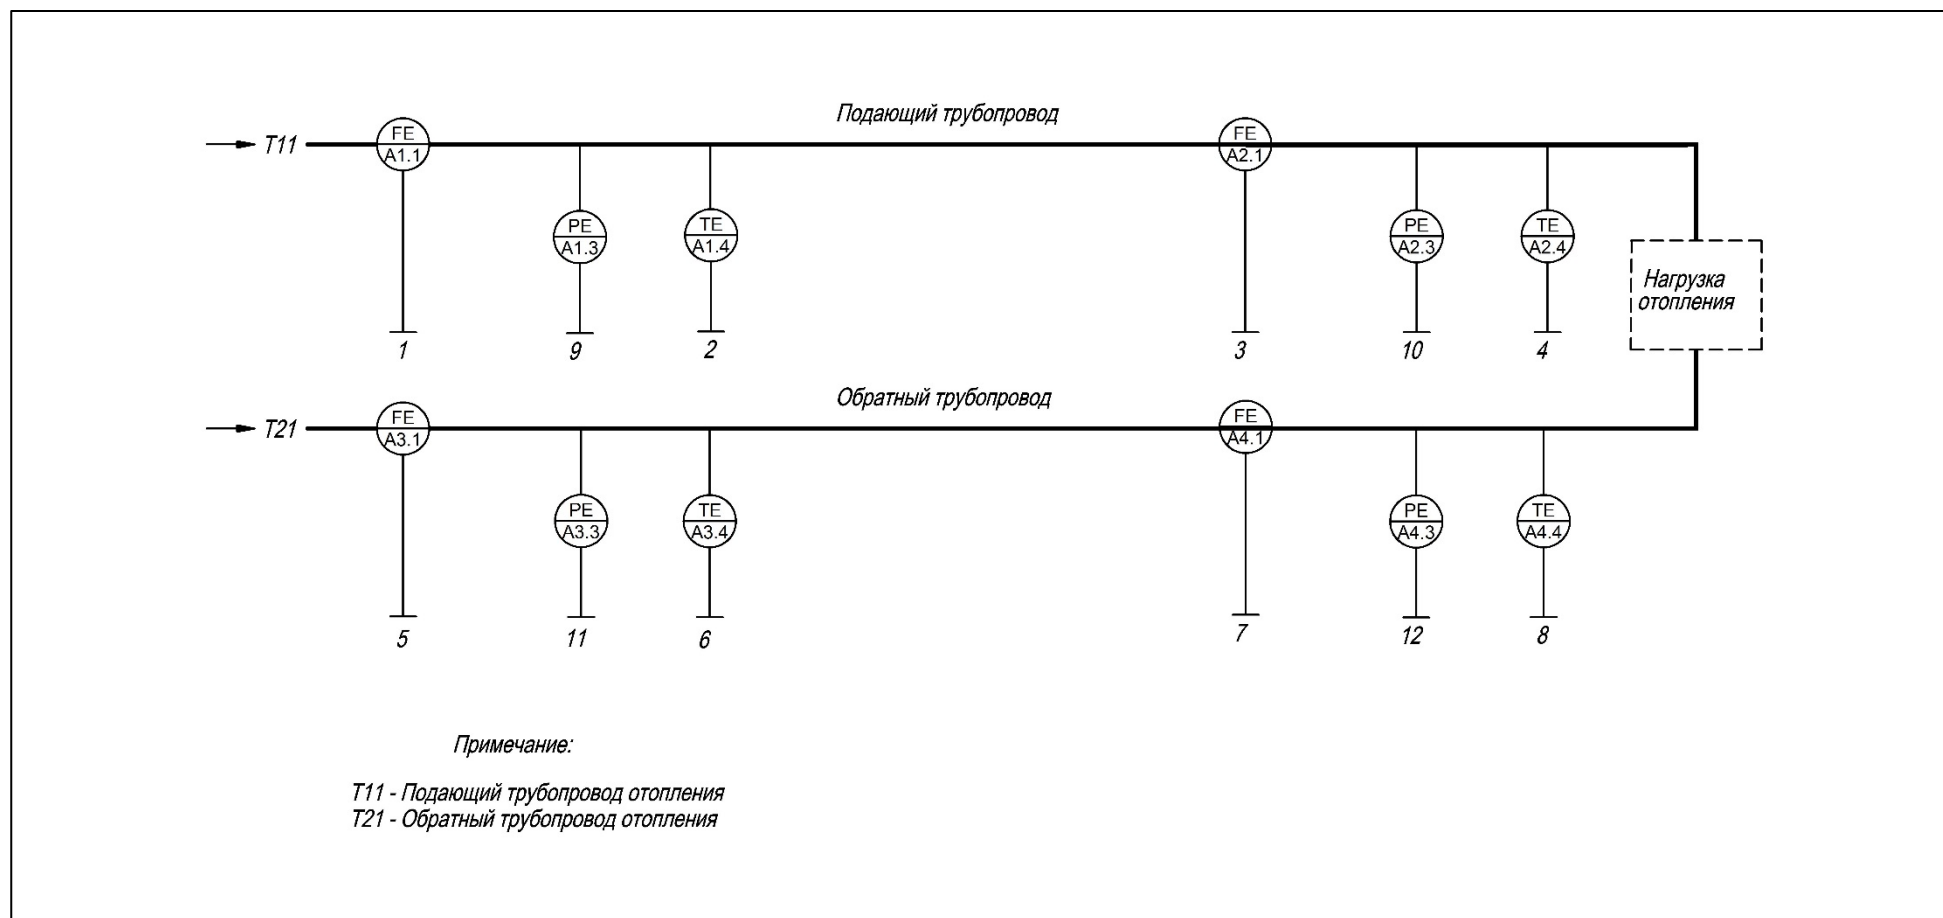 Подающий трубопровод
T11
FE
A1.1
FE
A2.1
PE
A1.3
TE
A1.4
PE
A2.3
TE
A2.4
Нагрузка
отопления
1
9
2
3
10
4
Обратный трубопровод
T21
FE
A3.1
FE
A4.1
PE
A3.3
TE
A3.4
PE
A4.3
TE
A4.4
5
11
6
7
12
8
Примечание:
T11 - Подающий трубопровод отопления
T21 - Обратный трубопровод отопления